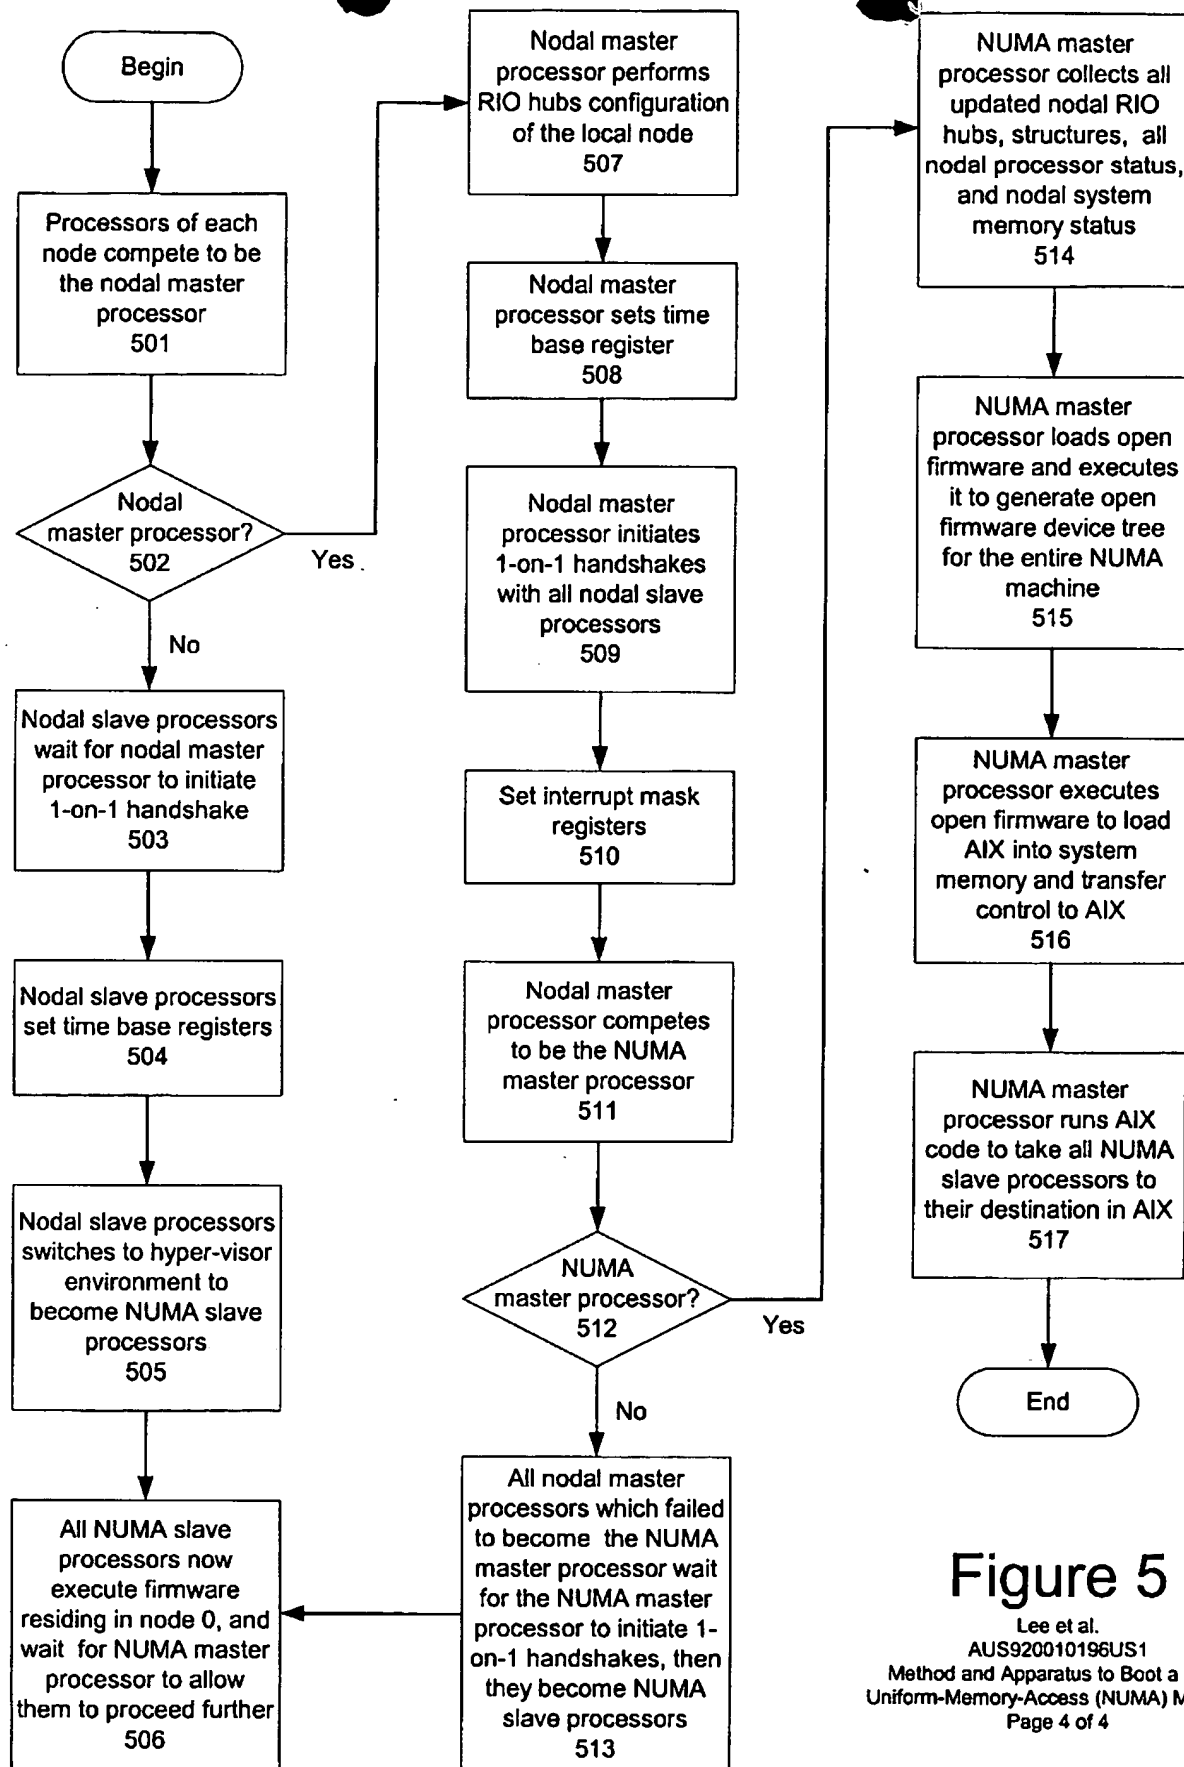 Begin
Processors of each
node compete to be
the nodal master
processor
501
Nodal
master processor?
502
Yes
No
Nodal slave processors
wait for nodal master
processor to initiate
1-on-1 handshake
503
Nodal slave processors
set time base registers
504
Nodal slave processors
switches to hyper-visor
environment to
become NUMA slave
processors
505
All NUMA slave
processors now
execute firmware
residing in node 0, and
wait for NUMA master
processor to allow
them to proceed further
506
Nodal master
processor performs
RIO hubs configuration
of the local node
507
Nodal master
processor sets time
base register
508
Nodal master
processor initiates
1-on-1 handshakes
with all nodal slave
processors
509
Set interrupt mask
registers
510
Nodal master
processor competes
to be the NUMA
master processor
511
NUMA
master processor?
512
Yes
No
All nodal master
processors which failed
to become the NUMA
master processor wait
for the NUMA master
processor to initiate 1-
on-1 handshakes, then
they become NUMA
slave processors
513
NUMA master
processor collects all
updated nodal RIO
hubs, structures, all
nodal processor status,
and nodal system
memory status
514
NUMA master
processor loads open
firmware and executes
it to generate open
firmware device tree
for the entire NUMA
machine
515
NUMA master
processor executes
open firmware to load
AIX into system
memory and transfer
control to AIX
516
NUMA master
processor runs AIX
code to take all NUMA
slave processors to
their destination in AIX
517
End
Figure 5
Lee et al.
AUS920010196US1
Method and Apparatus to Boot a
Uniform-Memory-Access (NUMA) M
Page 4 of 4